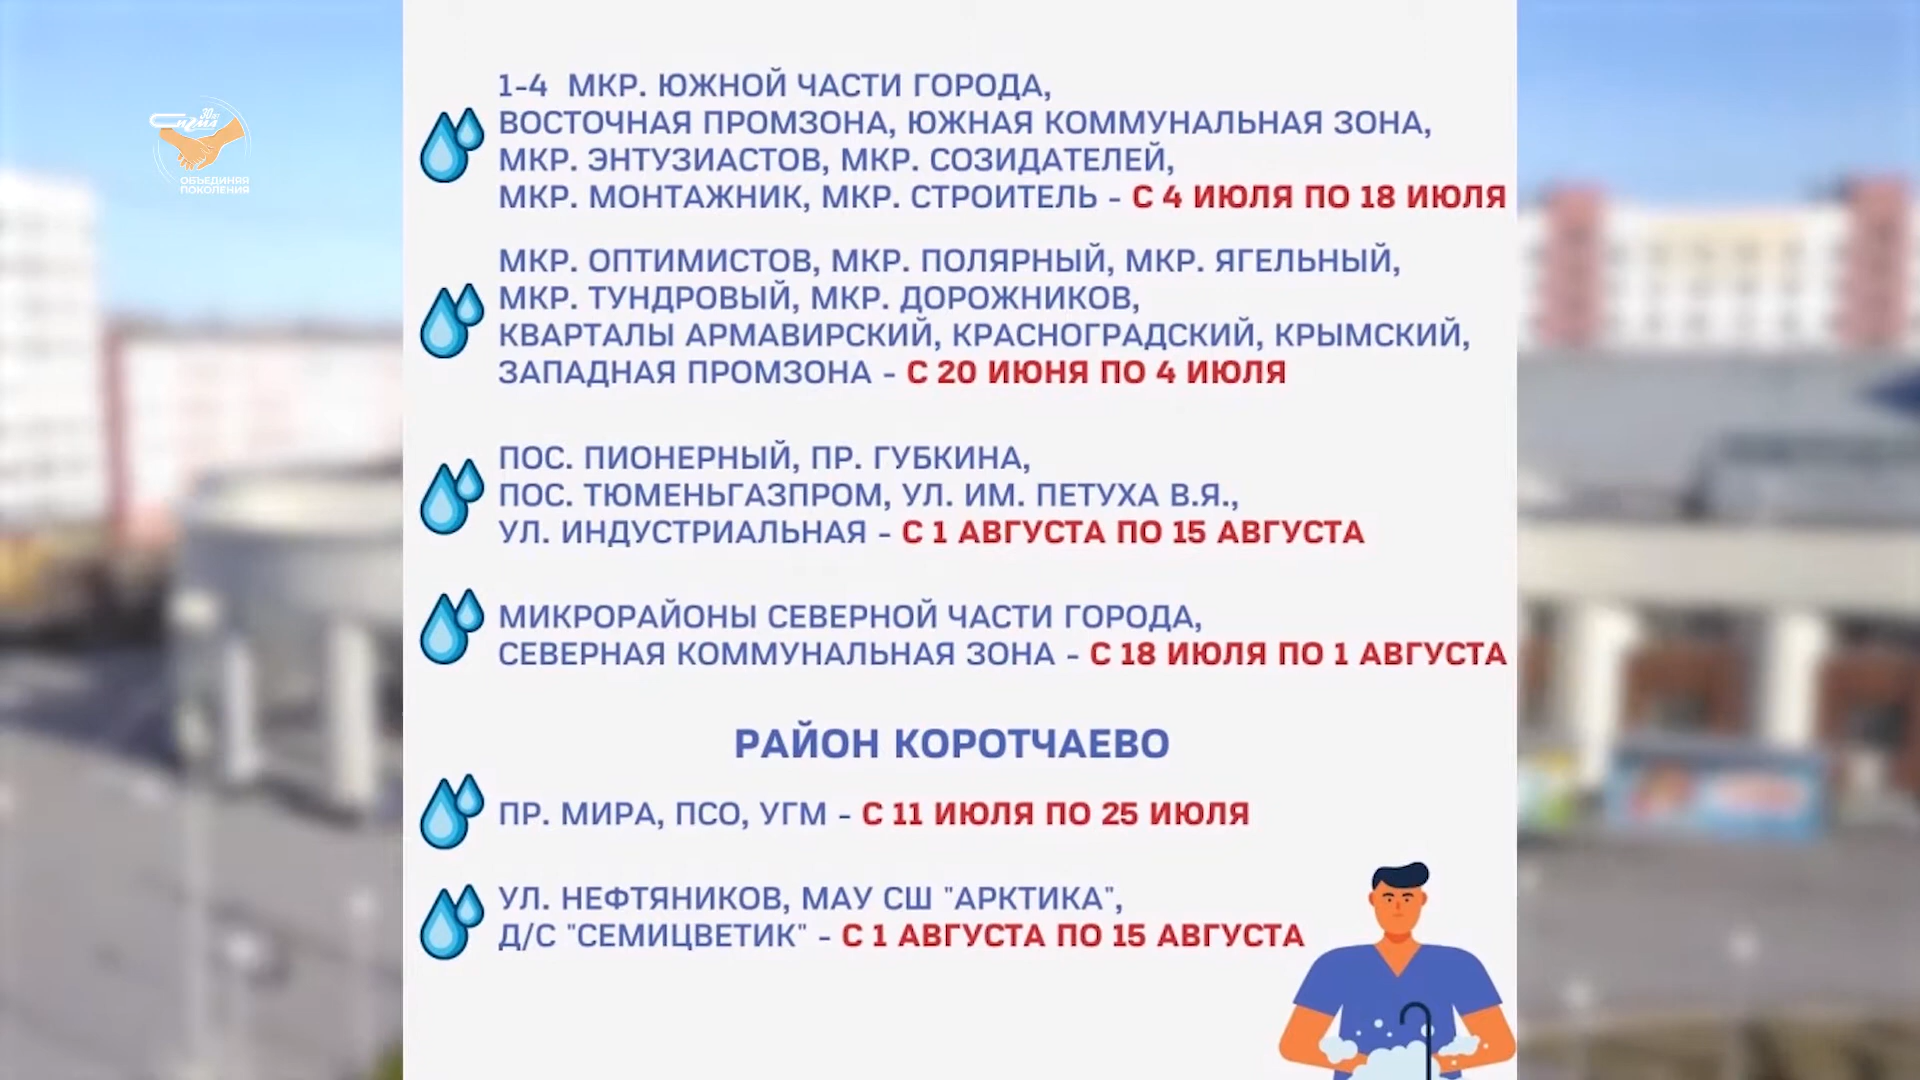 СИГМА
30 лет
ОБЪЕДИНЯЯ
ПОКОЛЕНИЯ
1-4 МКР. ЮЖНОЙ ЧАСТИ ГОРОДА,
ВОСТОЧНАЯ ПРОМЗОНА, ЮЖНАЯ КОММУНАЛЬНАЯ ЗОНА,
МКР. ЭНТУЗИАСТОВ, МКР. СОЗИДАТЕЛЕЙ,
МКР. МОНТАЖНИК, МКР. СТРОИТЕЛЬ - С 4 ИЮЛЯ ПО 18 ИЮЛЯ
МКР. ОПТИМИСТОВ, МКР. ПОЛЯРНЫЙ, МКР. ЯГЕЛЬНЫЙ,
МКР. ТУНДРОВЫЙ, МКР. ДОРОЖНИКОВ,
КВАРТАЛЫ АРМАВИРСКИЙ, КРАСНОГРАДСКИЙ, КРЫМСКИЙ,
ЗАПАДНАЯ ПРОМЗОНА - С 20 ИЮНЯ ПО 4 ИЮЛЯ
ПОС. ПИОНЕРНЫЙ, ПР. ГУБКИНА,
ПОС. ТЮМЕНЬГАЗПРОМ, УЛ. ИМ. ПЕТУХА В.Я.,
УЛ. ИНДУСТРИАЛЬНАЯ - С 1 АВГУСТА ПО 15 АВГУСТА
МИКРОРАЙОНЫ СЕВЕРНОЙ ЧАСТИ ГОРОДА,
СЕВЕРНАЯ КОММУНАЛЬНАЯ ЗОНА - С 18 ИЮЛЯ ПО 1 АВГУСТА
РАЙОН КОРОТЧАЕВО
ПР. МИРА, ПСО, УГМ - С 11 ИЮЛЯ ПО 25 ИЮЛЯ
УЛ. НЕФТЯНИКОВ, МАУ СШ "АРКТИКА",
Д/С "СЕМИЦВЕТИК" - С 1 АВГУСТА ПО 15 АВГУСТА